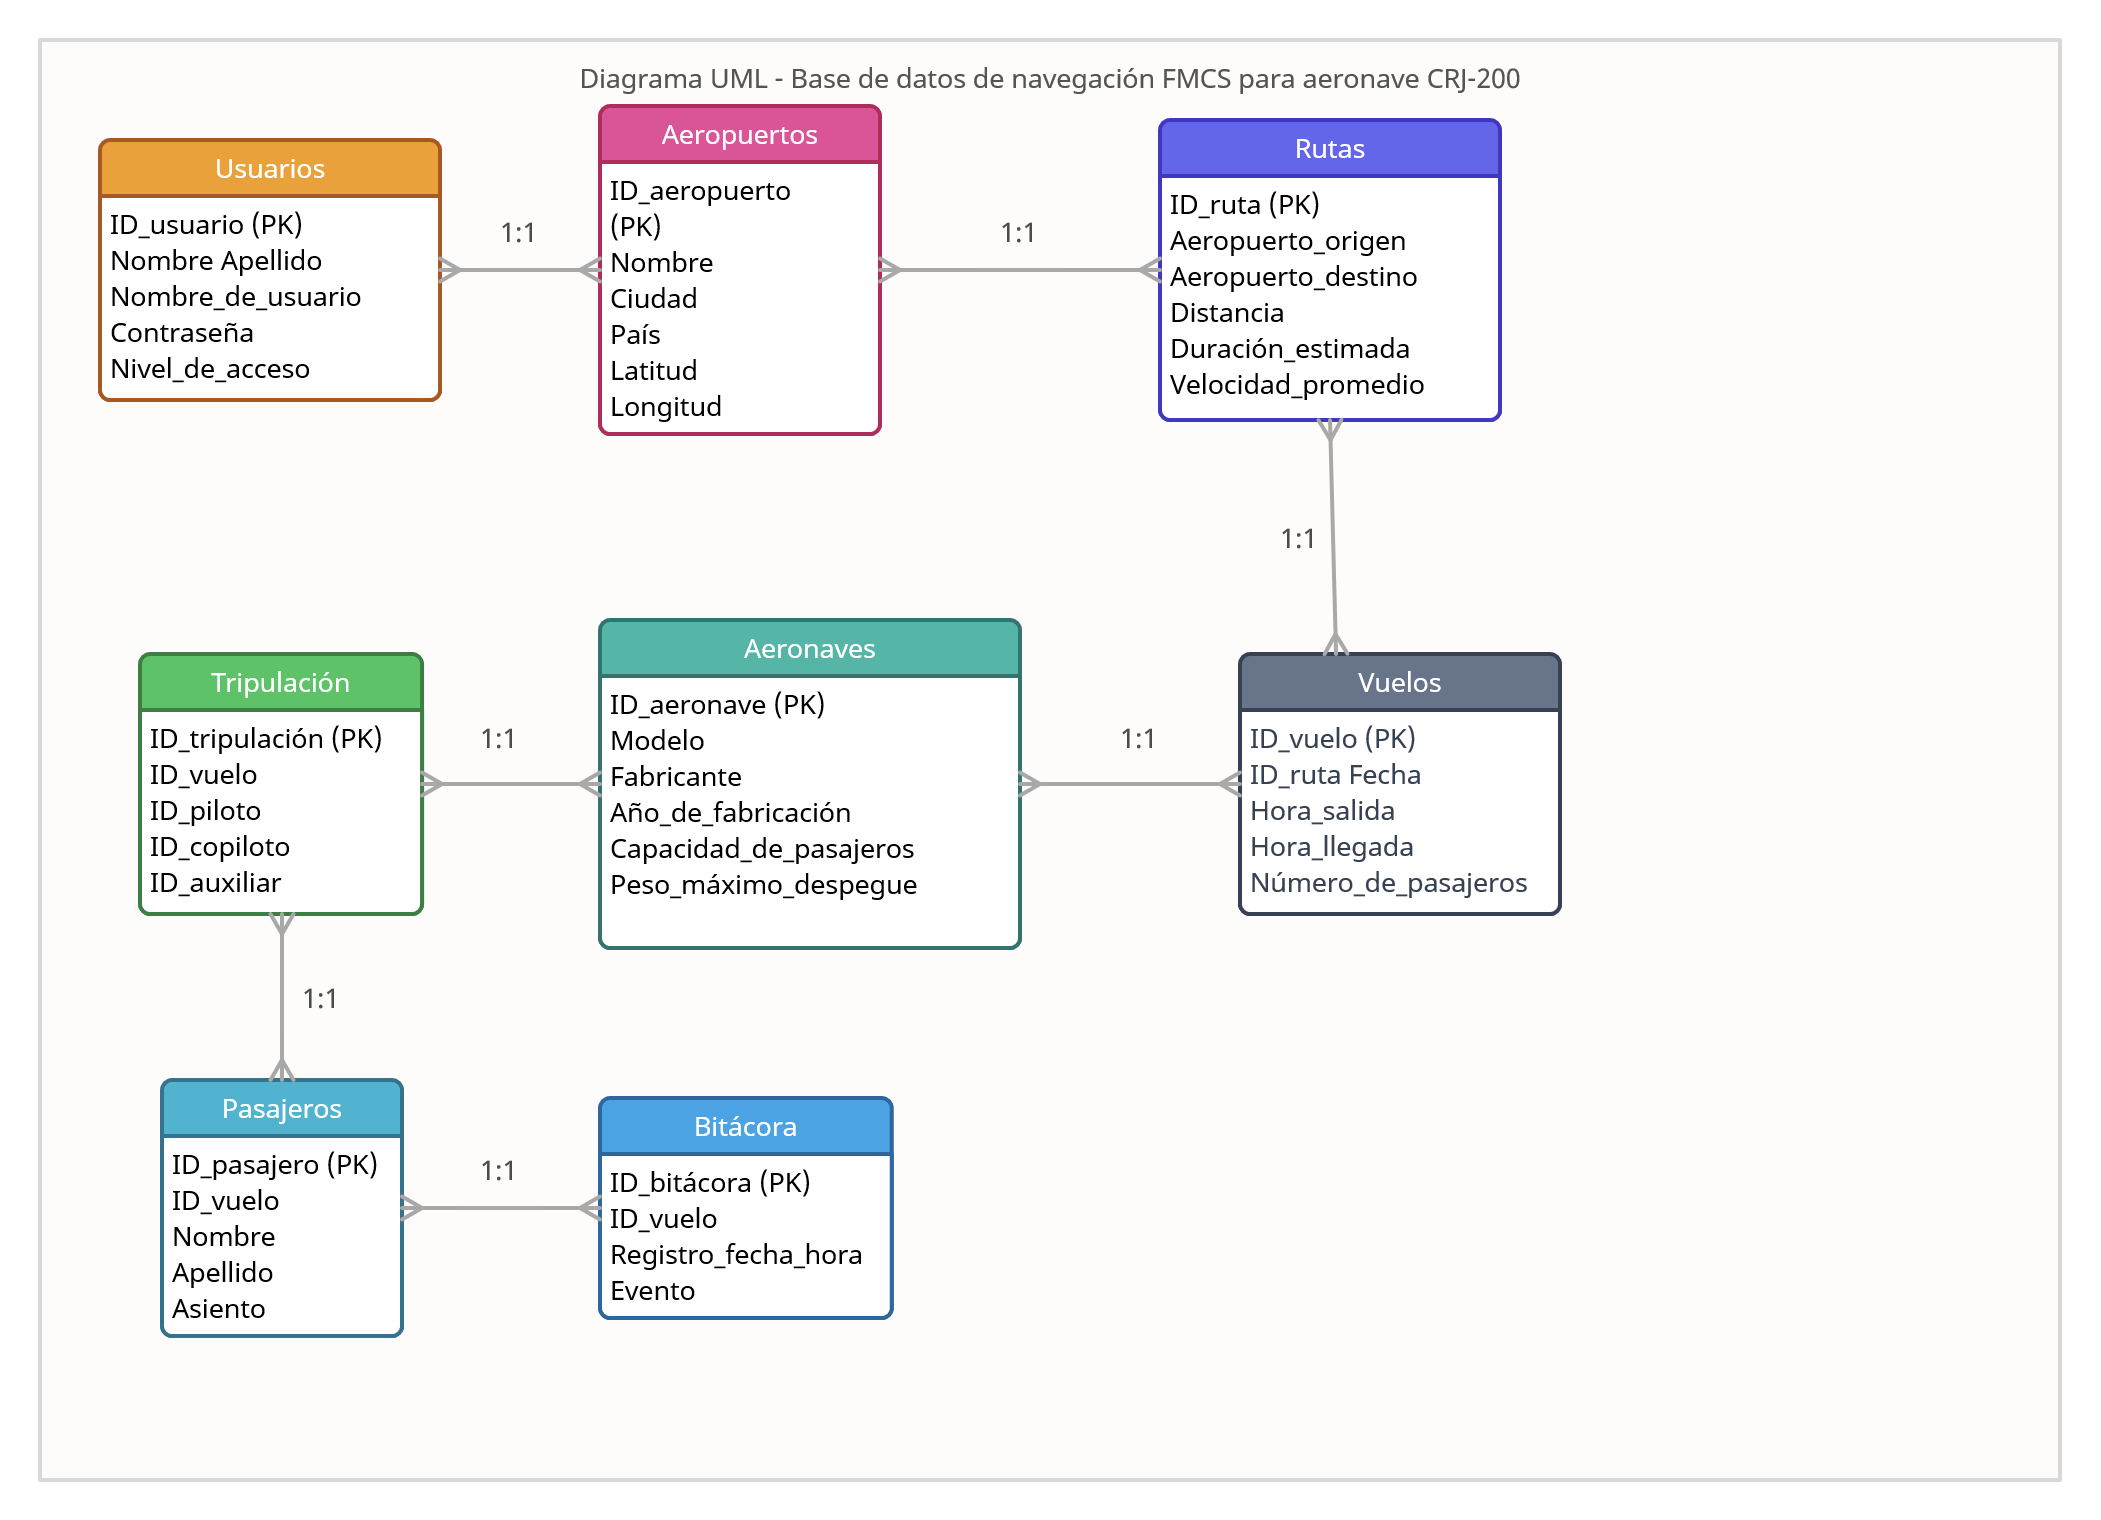 Diagrama UML - Base de datos de navegación FMCS para aeronave CRJ-200
Usuarios
ID_usuario (PK)
Nombre Apellido
Nombre_de_usuario
Contraseña
Nivel_de_acceso
1:1
Aeropuertos
ID_aeropuerto
(PK)
Nombre
Ciudad
País
Latitud
Longitud
1:1
Rutas
ID_ruta (PK)
Aeropuerto_origen
Aeropuerto_destino
Distancia
Duración_estimada
Velocidad_promedio
1:1
Tripulación
ID_tripulación (PK)
ID_vuelo
ID_piloto
ID_copiloto
ID_auxiliar
1:1
Aeronaves
ID_aeronave (PK)
Modelo
Fabricante
Año_de_fabricación
Capacidad_de_pasajeros
Peso_máximo_despegue
1:1
Vuelos
ID_vuelo (PK)
ID_ruta Fecha
Hora_salida
Hora_llegada
Número_de_pasajeros
1:1
Pasajeros
ID_pasajero (PK)
ID_vuelo
Nombre
Apellido
Asiento
1:1
Bitácora
ID_bitácora (PK)
ID_vuelo
Registro_fecha_hora
Evento